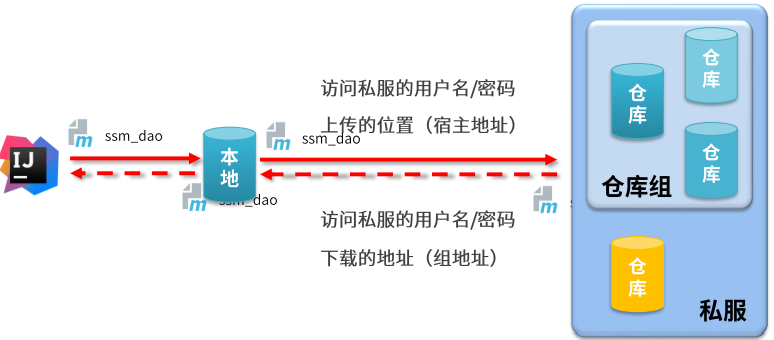 访问私服的用户名/密码
上传的位置（宿主地址）
ssm_dao
ssm_dao
IJ
本地
ssm_dao
访问私服的用户名/密码
下载的地址（组地址）
仓库
仓库
仓库
仓库组
仓库
私服
m
m
m
m